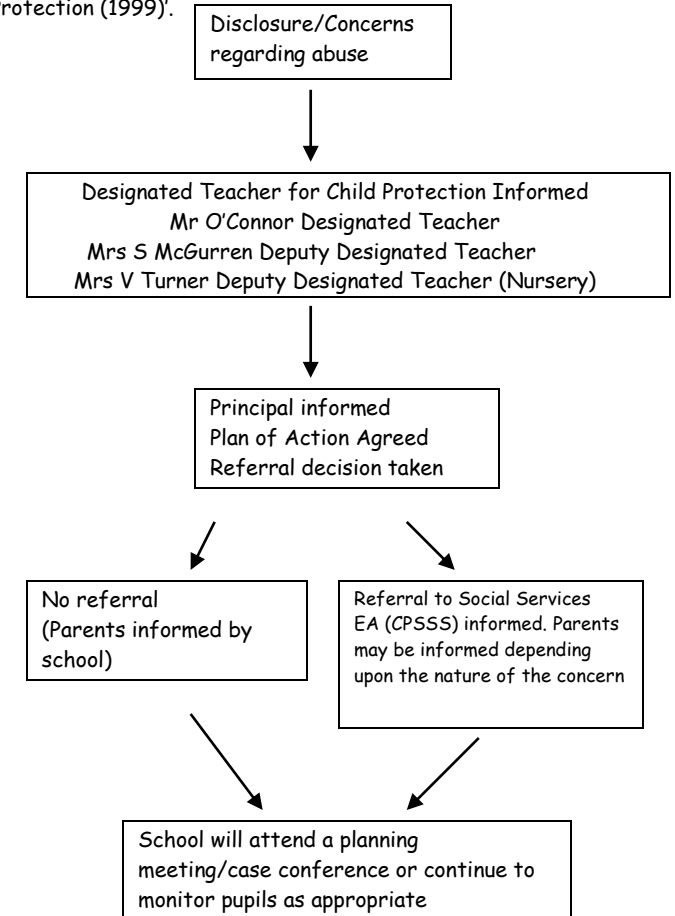 Protection (1999)'.
Disclosure/Concerns
regarding abuse
Designated Teacher for Child Protection Informed
Mr O'Connor Designated Teacher
Mrs S McGurren Deputy Designated Teacher
Mrs V Turner Deputy Designated Teacher (Nursery)
Principal informed
Plan of Action Agreed
Referral decision taken
No referral
(Parents informed by
school)
Referral to Social Services
EA (CPSSS) informed. Parents
may be informed depending
upon the nature of the concern
School will attend a planning
meeting/case conference or continue to
monitor pupils as appropriate